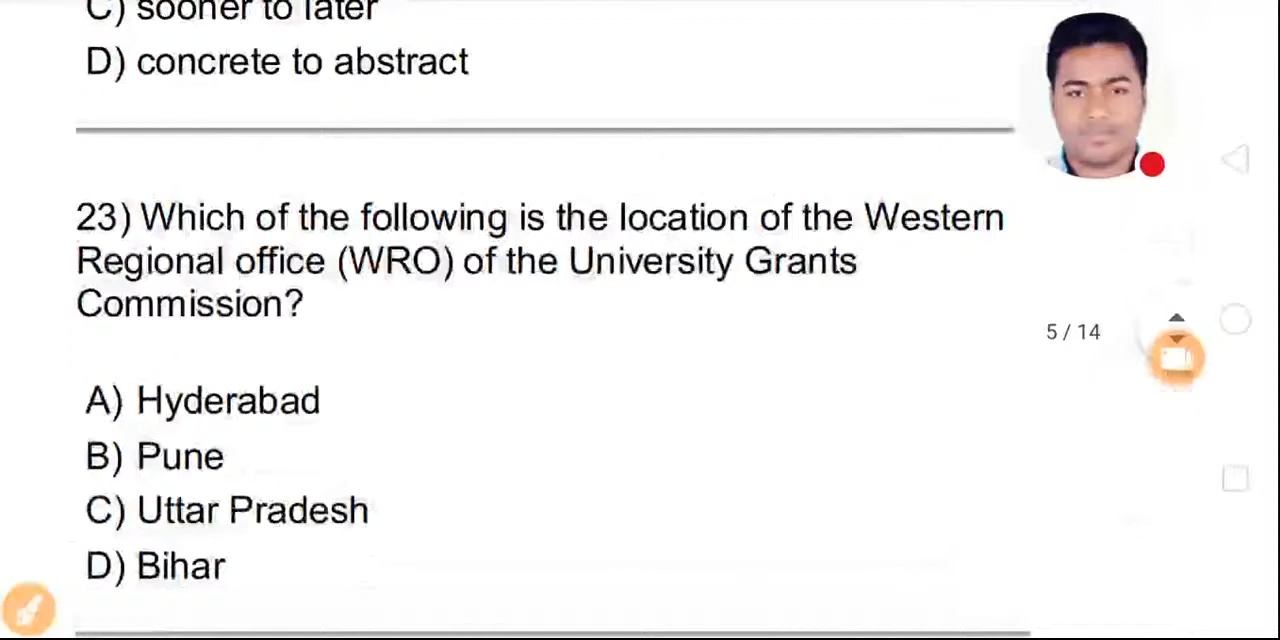 C) sooner to later
D) concrete to abstract
23) Which of the following is the location of the Western
Regional office (WRO) of the University Grants
Commission?
5 / 14
A) Hyderabad
B) Pune
C) Uttar Pradesh
D) Bihar